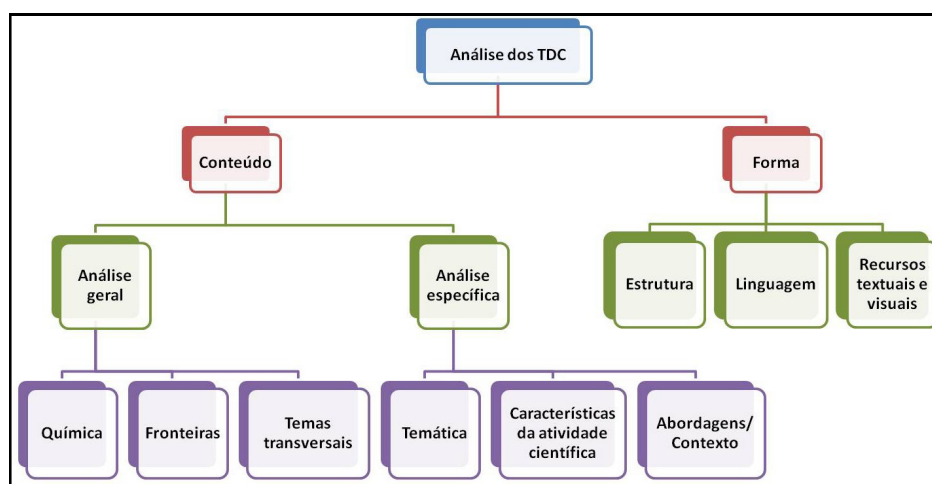 Análise dos TDC
Conteúdo
Forma
Análise
geral
Análise
específica
Estrutura
Linguagem
Recursos
textuais e
visuais
Química
Fronteiras
Temas
transversais
Temática
Características
da atividade
científica
Abordagens/
Contexto